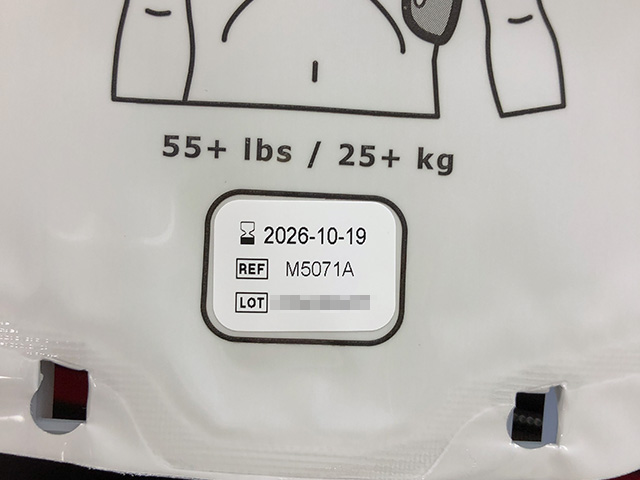 55+ lbs / 25+ kg
2026-10-19
REF M5071A
LOT